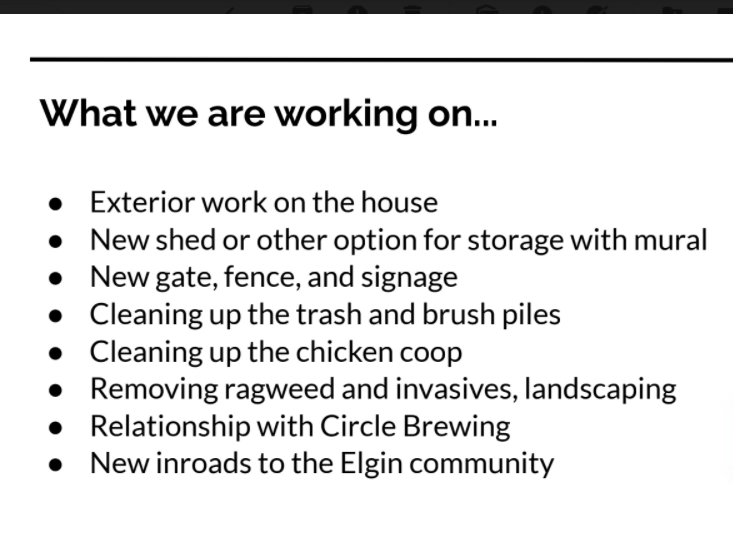 What we are working on...
● Exterior work on the house
● New shed or other option for storage with mural
● New gate, fence, and signage
● Cleaning up the trash and brush piles
● Cleaning up the chicken coop
● Removing ragweed and invasives, landscaping
● Relationship with Circle Brewing
● New inroads to the Elgin community